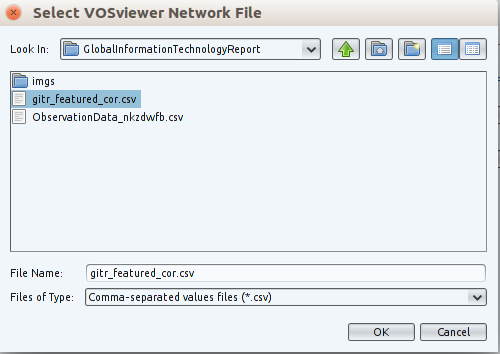 Select VOSviewer Network File
Look In: GlobalInformationTechnologyReport
imgs
gitr_featured_cor.csv
ObservationData_nkzdwfb.csv
File Name: gitr_featured_cor.csv
Files of Type: Comma-separated values files (*.csv)
OK Cancel